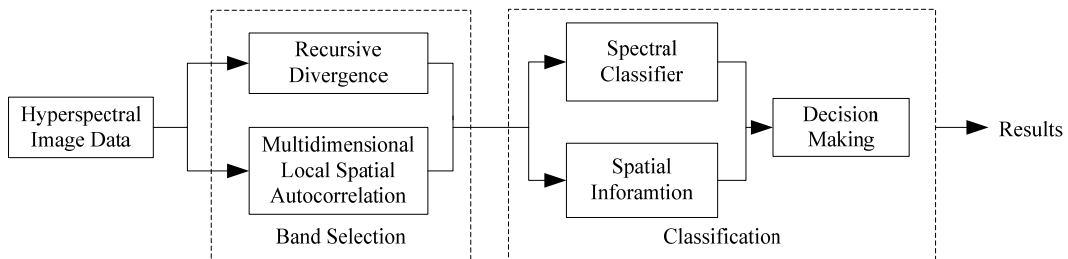 Hyperspectral
Image Data
Recursive
Divergence
Multidimensional
Local Spatial
Autocorrelation
Band Selection
Spectral
Classifier
Spatial
Inforamtion
Decision
Making
Classification
Results